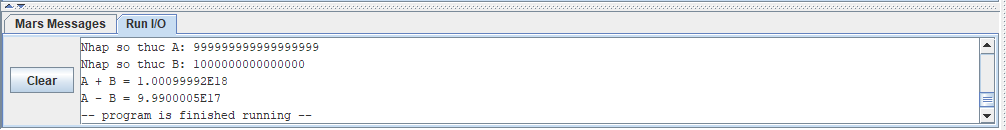 Mars Messages
Run I/O
Clear
Nhap so thuc A: 999999999999999999
Nhap so thuc B: 1000000000000000
A + B = 1.00099992E18
A - B = 9.9900005E17
-- program is finished running --